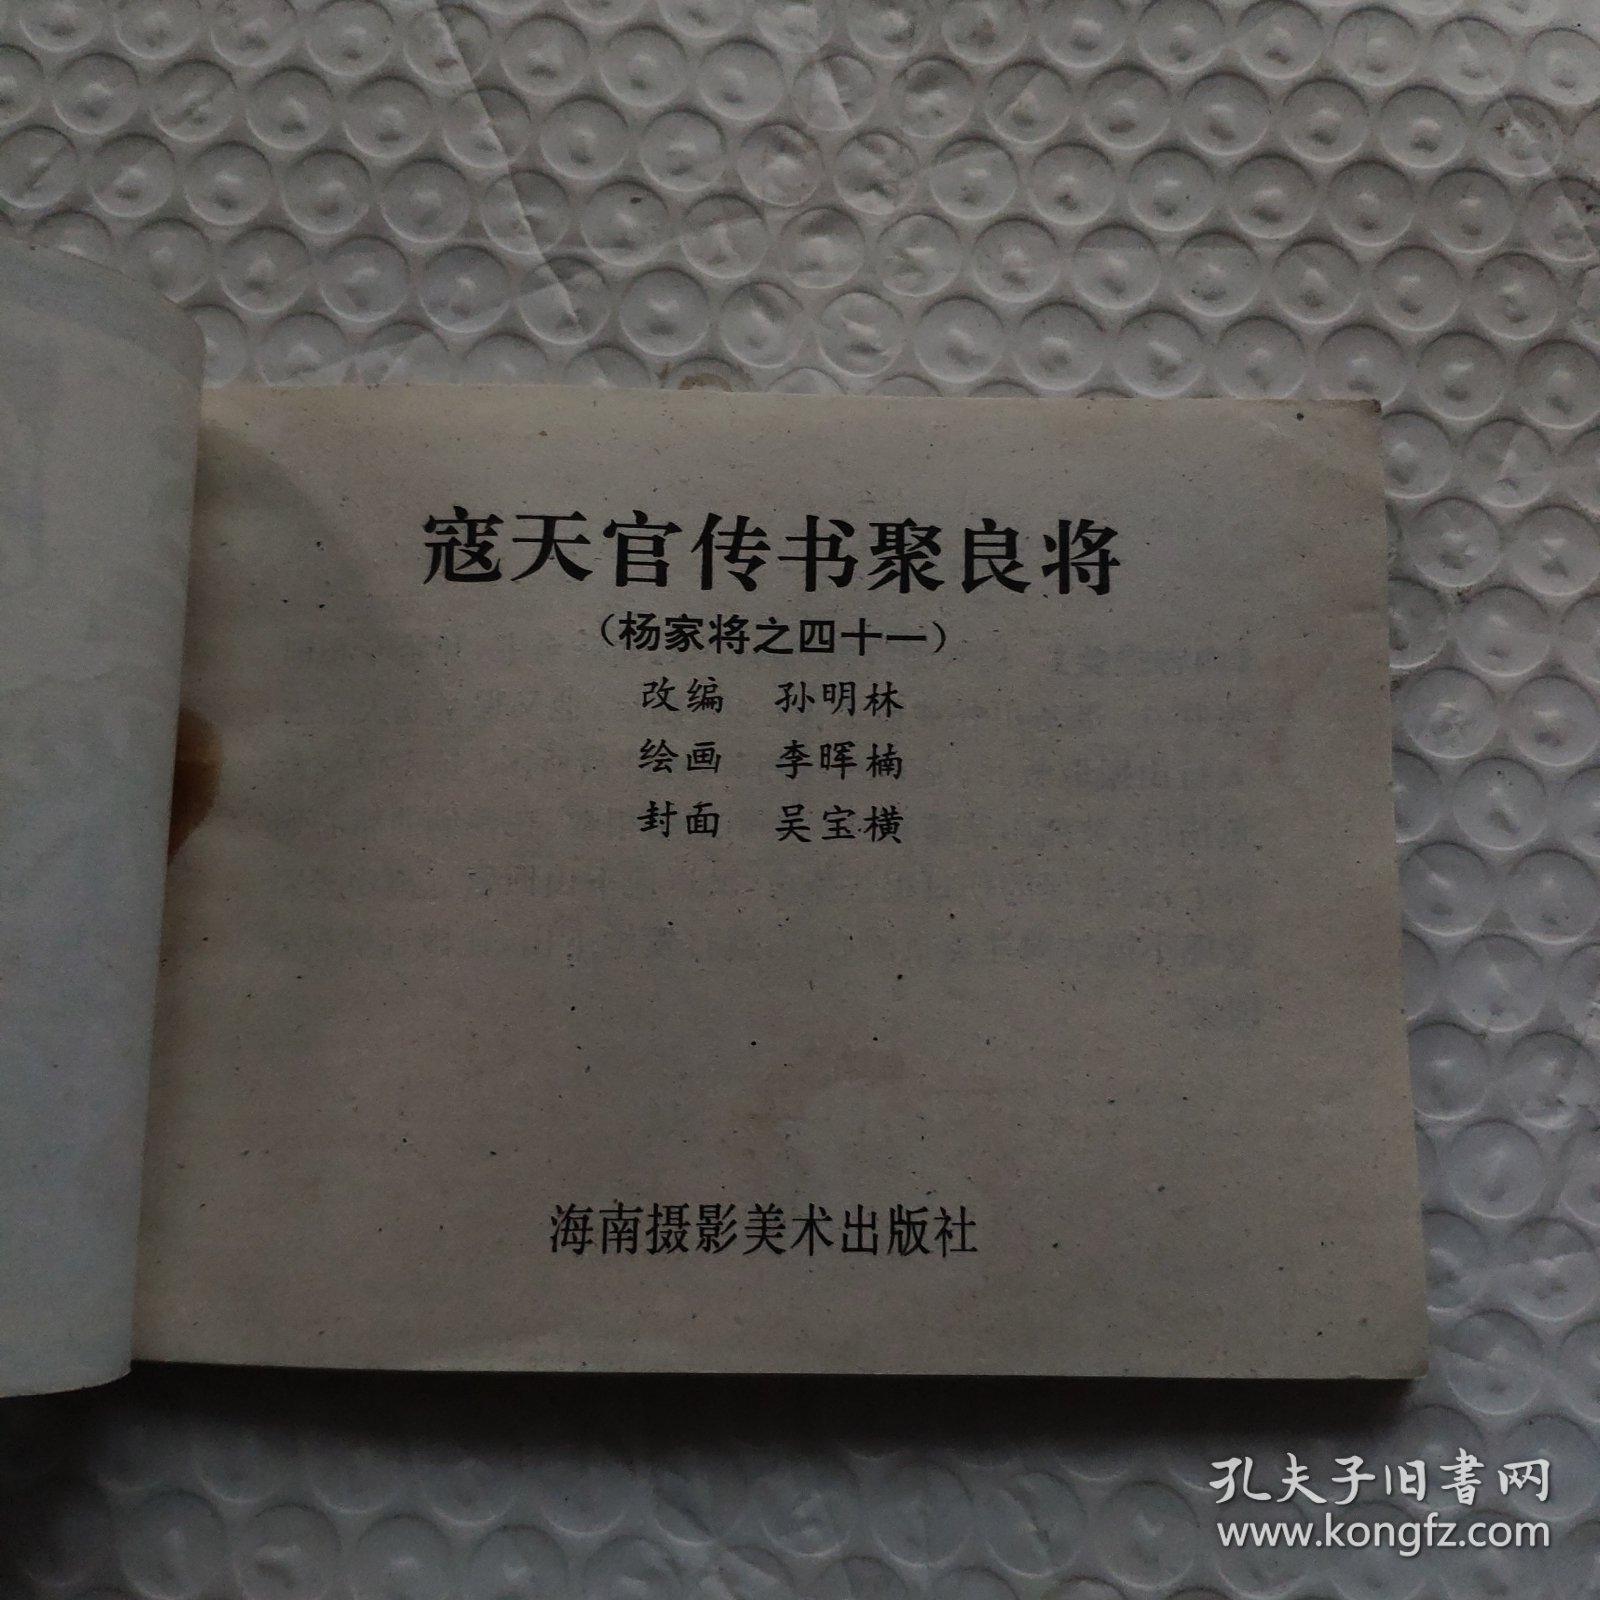 寇天官传书聚良将
（杨家将之四十一）
改编 孙明林
绘画 李晖楠
封面 吴宝横
海南摄影美术出版社
孔夫子旧书网
www.kongfz.com